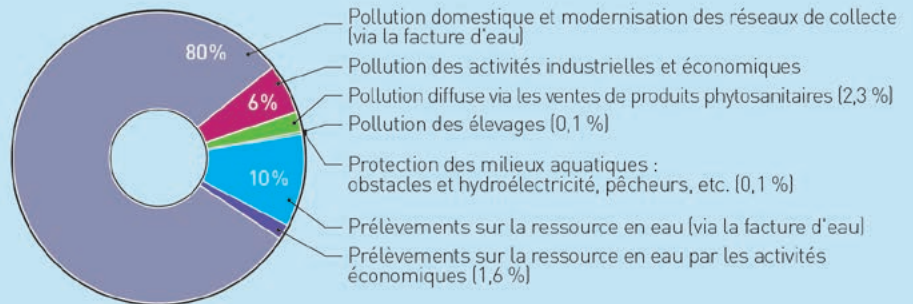 80%
6%
10%
Pollution domestique et modernisation des réseaux de collecte
(via la facture d'eau)
Pollution des activités industrielles et économiques
Pollution diffuse via les ventes de produits phytosanitaires (2,3 %)
Pollution des élevages (0,1 %)
Protection des milieux aquatiques :
obstacles et hydroélectricité, pêcheurs, etc. (0,1 %)
Prélèvements sur la ressource en eau (via la facture d'eau)
Prélèvements sur la ressource en eau par les activités
économiques (1,6 %)